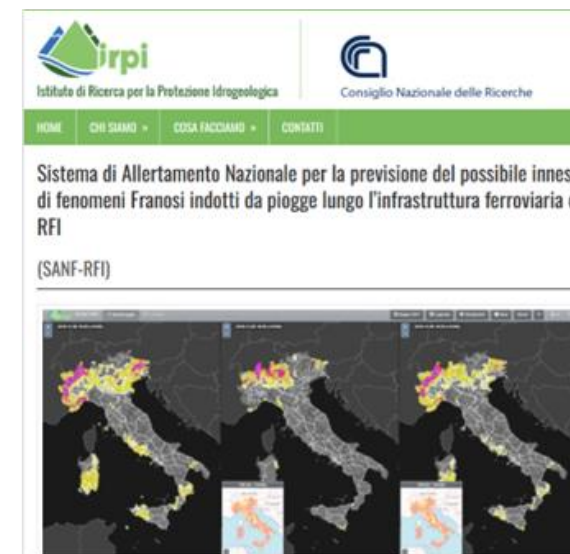 irpi
Istituto di Ricerca per la Protezione Idrogeologica
Consiglio Nazionale delle Ricerche
HOME CHI SIAMO » COSA FACCIAMO » CONTATTI
Sistema di Allertamento Nazionale per la previsione del possibile innes
di fenomeni Franosi indotti da piogge lungo l'infrastruttura ferroviaria
RFI
(SANF-RFI)